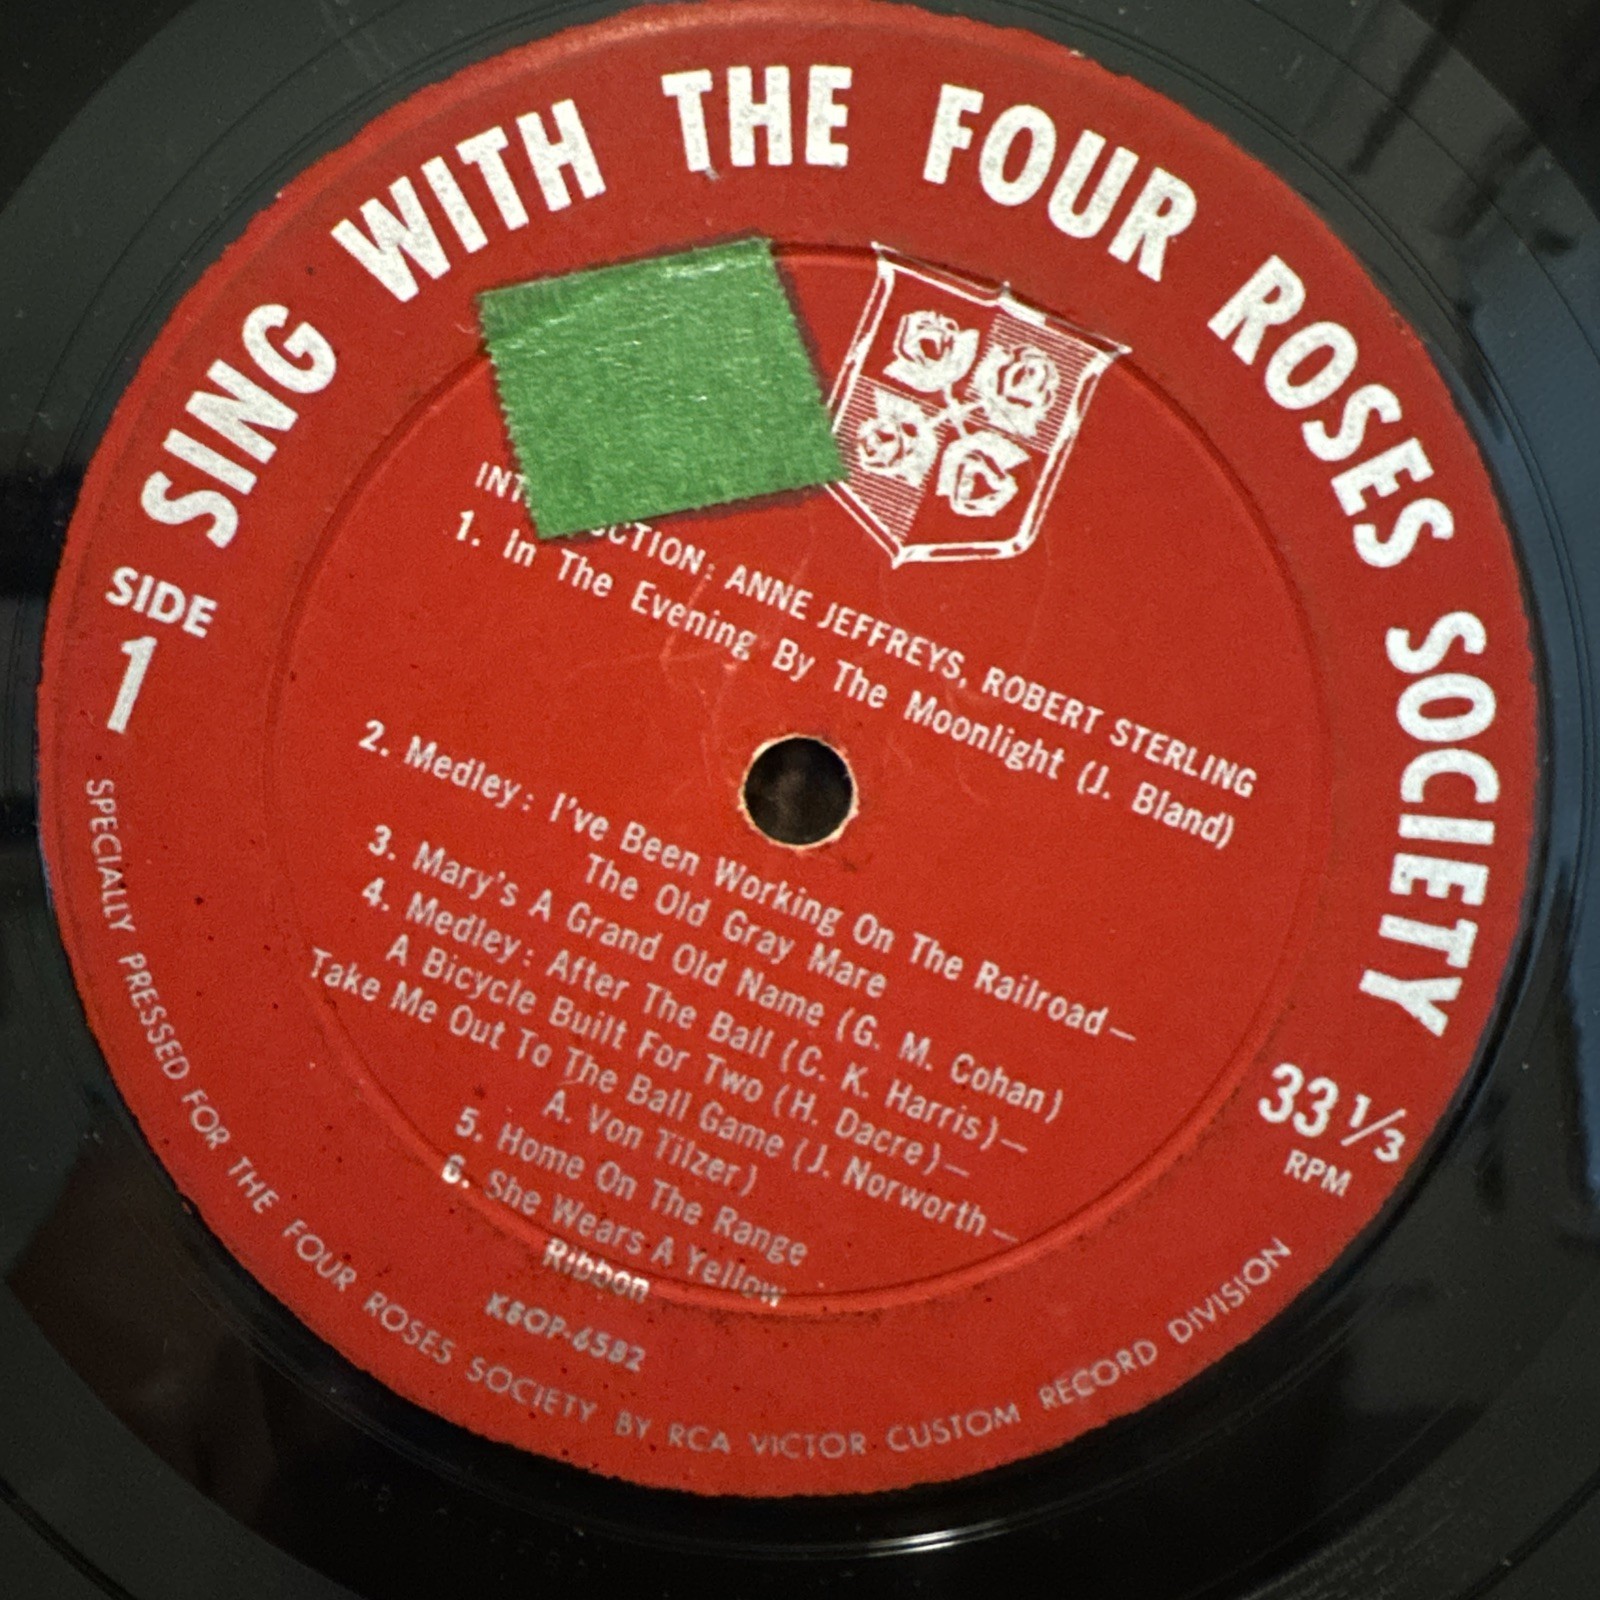 SING WITH THE FOUR ROSES SOCIETY
SIDE
1
INT UCTION: ANNE JEFFREYS, ROBERT STERLING
1. In The Evening By The Moonlight (J. Bland)
2. Medley: I've Been Working On The Railroad—
The Old Gray Mare
3. Mary's A Grand Old Name (G. M. Cohan)
4. Medley: After The Ball (C. K. Harris)—
A Bicycle Built For Two (H. Dacre)—
Take Me Out To The Ball Game (J. Norworth—
A. Von Tilzer)
5. Home On The Range
6. She Wears A Yellow
Ribbon
K8OP-6582
33 1/3
RPM
SPECIALLY PRESSED FOR THE FOUR ROSES SOCIETY BY RCA VICTOR CUSTOM RECORD DIVISION